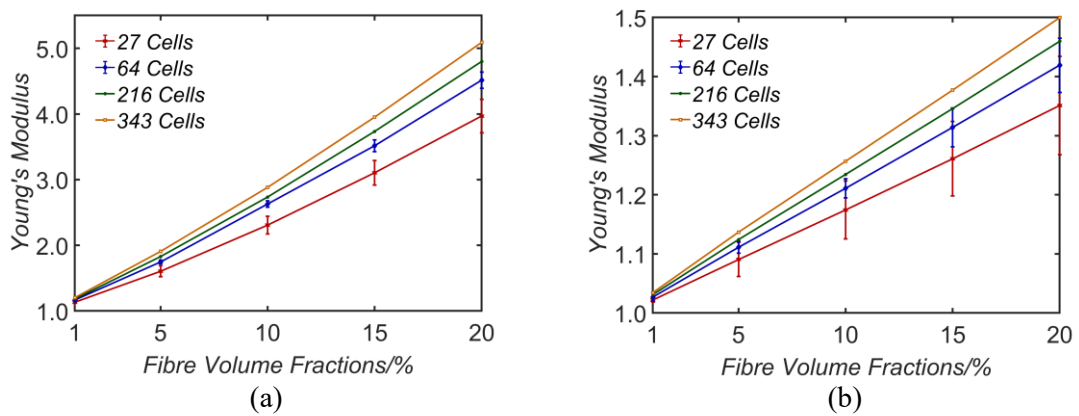 5.0
4.0
3.0
2.0
1.0
Young's Modulus
27 Cells
64 Cells
216 Cells
343 Cells
1 5 10 15 20
Fibre Volume Fractions/%
(a)
1.5
1.4
1.3
1.2
1.1
1.0
Young's Modulus
27 Cells
64 Cells
216 Cells
343 Cells
1 5 10 15 20
Fibre Volume Fractions/%
(b)